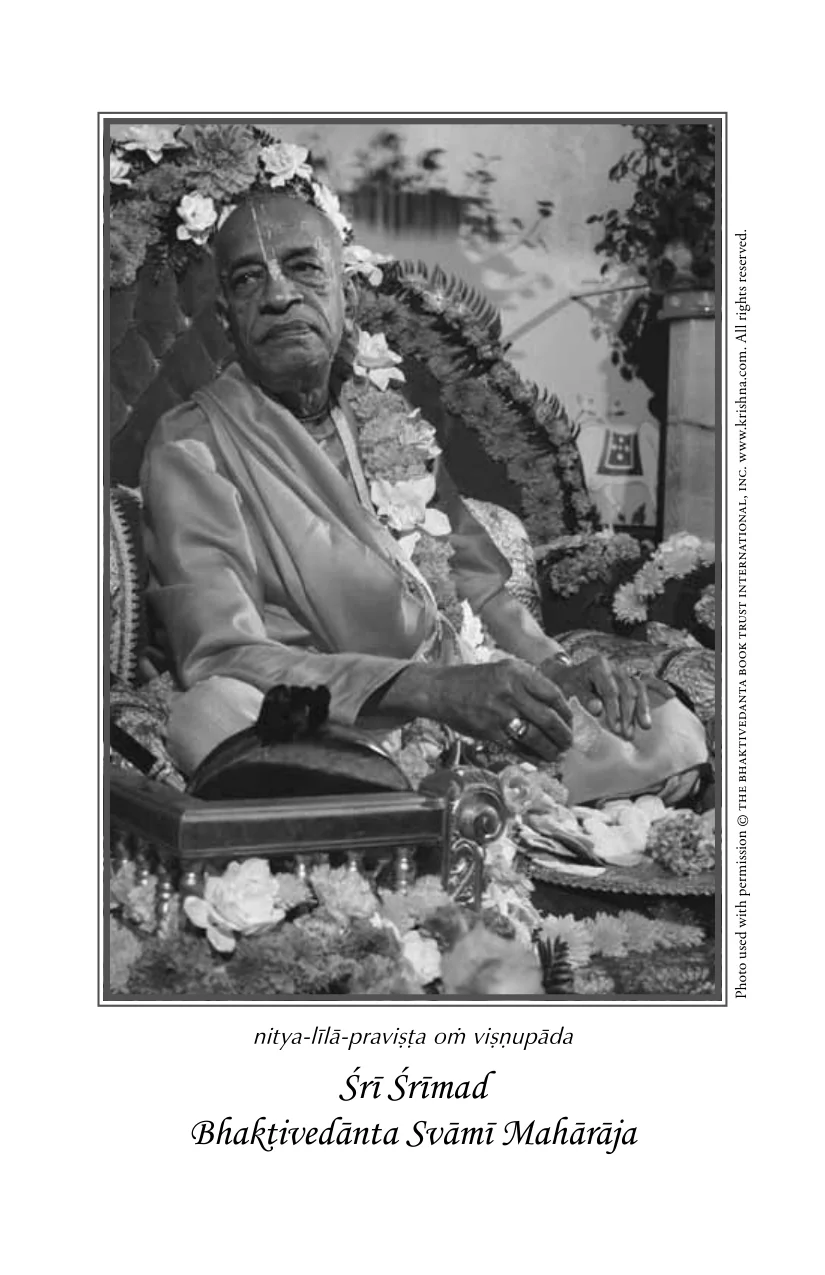 Photo used with permission © THE BHAKTIVEDANTA BOOK TRUST INTERNATIONAL, INC. www.krishna.com. All rights reserved.
nitya-līlā-praviṣṭa oṁ viṣṇupāda
Śrī Śrīmad
Bhaktivedānta Svāmī Mahārāja